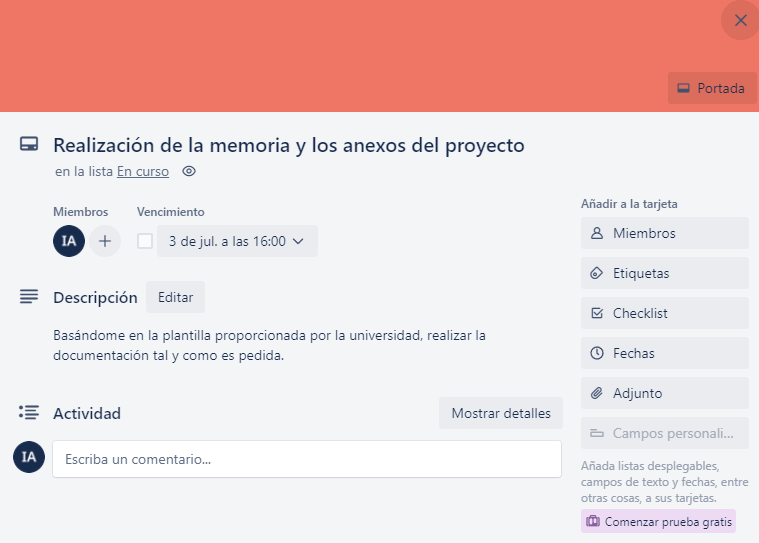 Portada
Realización de la memoria y los anexos del proyecto
en la lista En curso
Miembros
Vencimiento
IA
3 de jul. a las 16:00
Descripción
Editar
Basándome en la plantilla proporcionada por la universidad, realizar la
documentación tal y como es pedida.
Actividad
Mostrar detalles
IA
Escriba un comentario...
Añadir a la tarjeta
Miembros
Etiquetas
Checklist
Fechas
Adjunto
Campos personali...
Añada listas desplegables,
campos de texto y fechas, entre
otras cosas, a sus tarjetas.
Comenzar prueba gratis